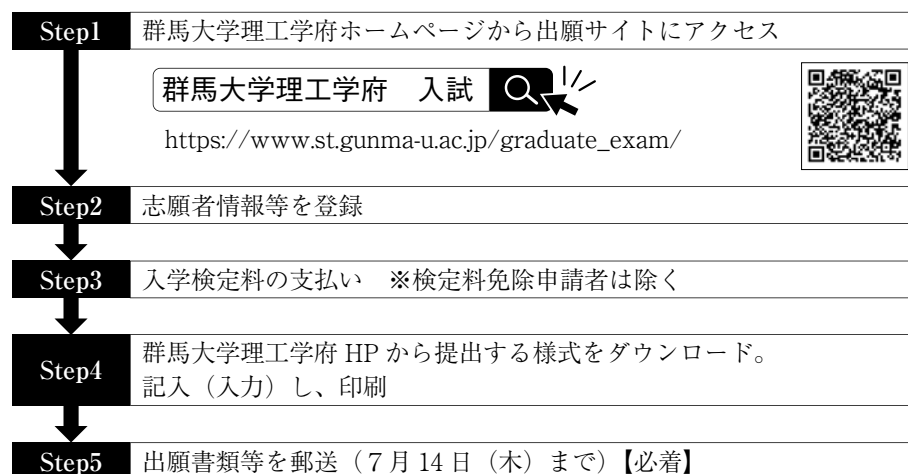 Step1 群馬大学理工学府ホームページから出願サイトにアクセス
群馬大学理工学府　入試
https://www.st.gunma-u.ac.jp/graduate_exam/
Step2 志願者情報等を登録
Step3 入学検定料の支払い　※検定料免除申請者は除く
Step4 群馬大学理工学府 HP から提出する様式をダウンロード。
記入（入力）し、印刷
Step5 出願書類等を郵送（７月 14 日（木）まで）【必着】